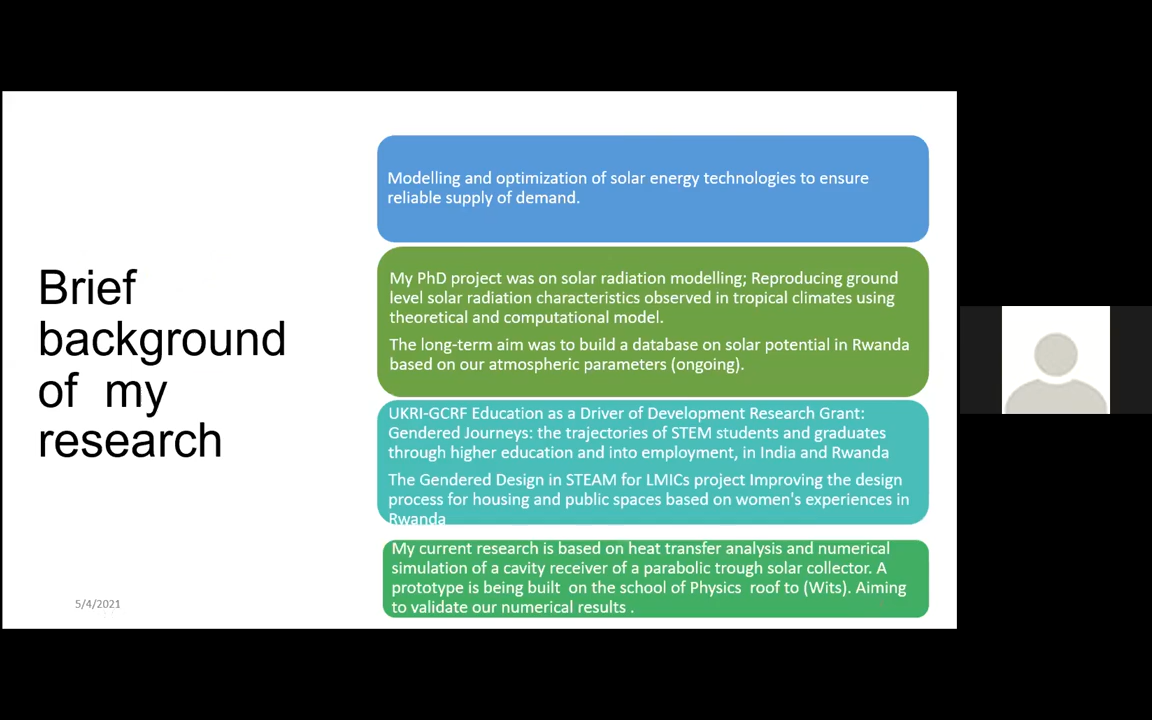 Brief
background
of my
research
Modelling and optimization of solar energy technologies to ensure
reliable supply of demand.
My PhD project was on solar radiation modelling; Reproducing ground
level solar radiation characteristics observed in tropical climates using
theoretical and computational model.
The long-term aim was to build a database on solar potential in Rwanda
based on our atmospheric parameters (ongoing).
UKRI-GCRF Education as a Driver of Development Research Grant:
Gendered Journeys: the trajectories of STEM students and graduates
through higher education and into employment, in India and Rwanda
The Gendered Design in STEAM for LMICs project Improving the design
process for housing and public spaces based on women's experiences in
Rwanda
My current research is based on heat transfer analysis and numerical
simulation of a cavity receiver of a parabolic trough solar collector. A
prototype is being built on the school of Physics roof to (Wits). Aiming
to validate our numerical results .
5/4/2021